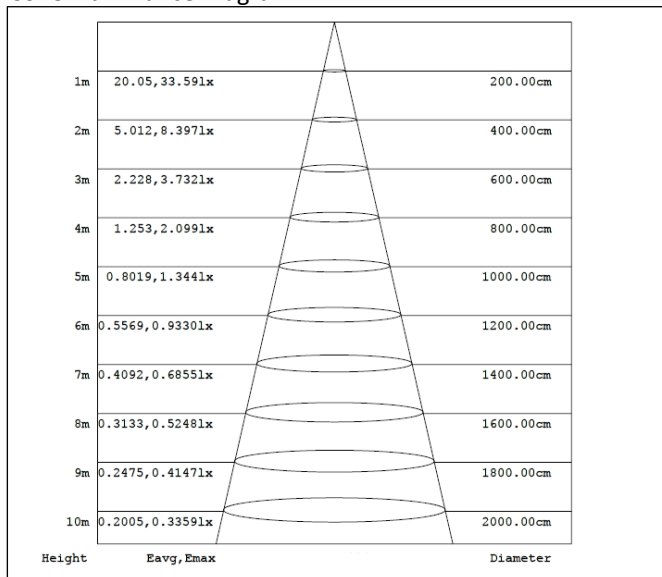 1m 20.05,33.59lx 200.00cm
2m 5.012,8.397lx 400.00cm
3m 2.228,3.732lx 600.00cm
4m 1.253,2.099lx 800.00cm
5m 0.8019,1.344lx 1000.00cm
6m 0.5569,0.9330lx 1200.00cm
7m 0.4092,0.6855lx 1400.00cm
8m 0.3133,0.5248lx 1600.00cm
9m 0.2475,0.4147lx 1800.00cm
10m 0.2005,0.3359lx 2000.00cm
Height Eavg,Emax Diameter